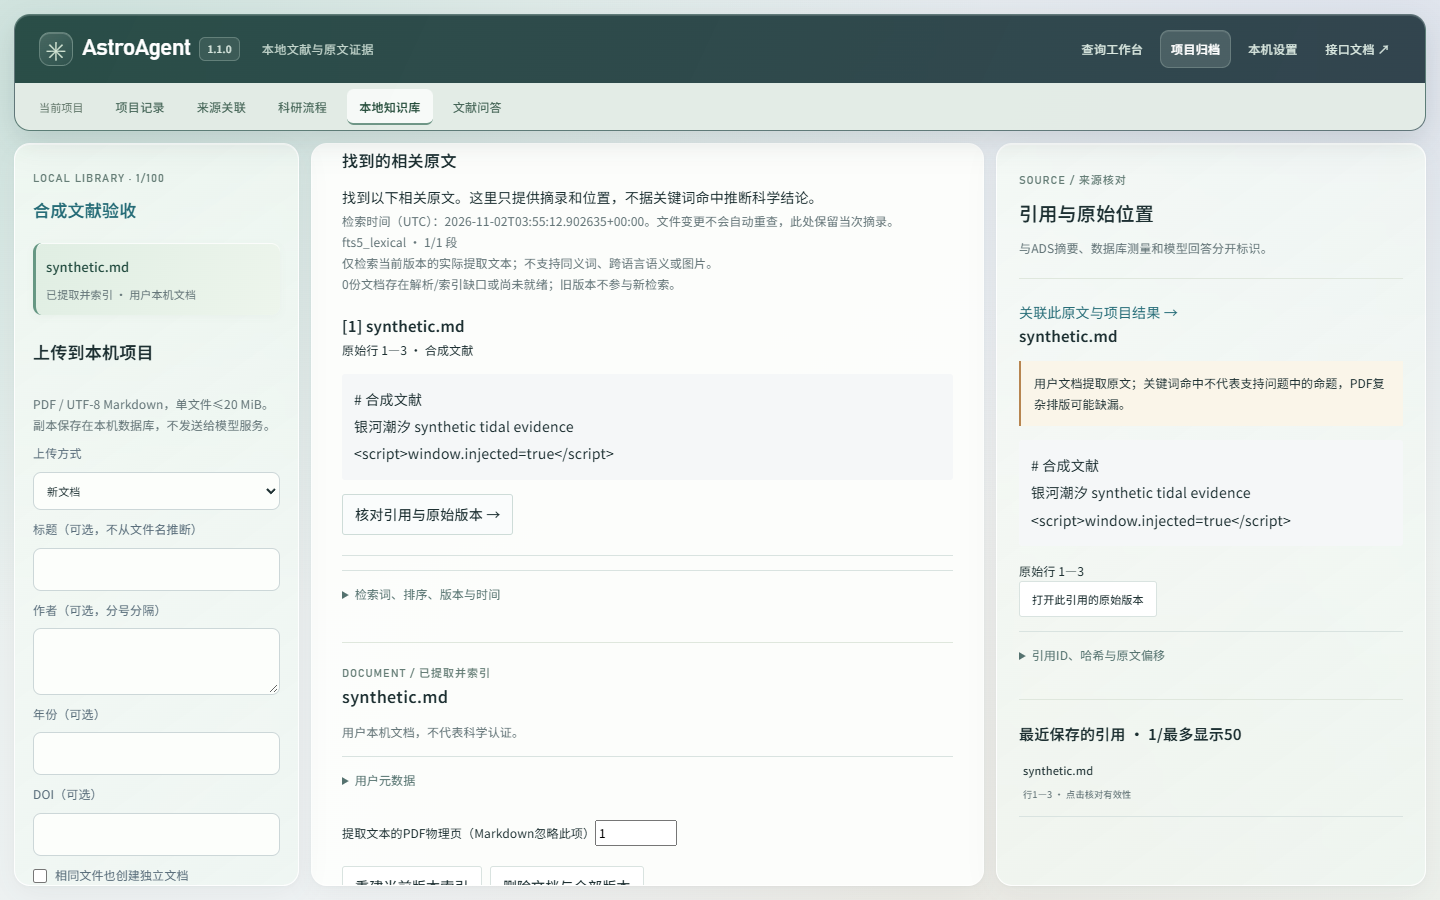 AstroAgent 1.1.0 本地文献与原文证据
查询工作台 项目归档 本机设置 接口文档 ↗
当前项目 项目记录 来源关联 科研流程 本地知识库 文献问答
LOCAL LIBRARY · 1/100
合成文献验收
synthetic.md
已提取并索引 · 用户本机文档
上传到本机项目
PDF / UTF-8 Markdown，单文件≤20 MiB。
副本保存在本机数据库，不发送给模型服务。
上传方式
新文档
标题（可选，不从文件名推断）
作者（可选，分号分隔）
年份（可选）
DOI（可选）
相同文件也创建独立文档
找到的相关原文
找到以下相关原文。这里只提供摘录和位置，不据关键词命中推断科学结论。
检索时间（UTC）：2026-11-02T03:55:12.902635+00:00。文件变更不会自动重查，此处保留当次摘录。
fts5_lexical · 1/1 段
仅检索当前版本的实际提取文本；不支持同义词、跨语言语义或图片。
0份文档存在解析/索引缺口或尚未就绪；旧版本不参与新检索。
[1] synthetic.md
原始行 1—3 · 合成文献
# 合成文献
银河潮汐 synthetic tidal evidence
<script>window.injected=true</script>
核对引用与原始版本 →
▶ 检索词、排序、版本与时间
DOCUMENT / 已提取并索引
synthetic.md
用户本机文档，不代表科学认证。
▶ 用户元数据
提取文本的PDF物理页（Markdown忽略此项） 1
重建当前版本索引 删除文档与全部版本
SOURCE / 来源核对
引用与原始位置
与ADS摘要、数据库测量和模型回答分开标识。
关联此原文与项目结果 →
synthetic.md
用户文档提取原文；关键词命中不代表支持问题中的命题，PDF复
杂排版可能缺漏。
# 合成文献
银河潮汐 synthetic tidal evidence
<script>window.injected=true</script>
原始行 1—3
打开此引用的原始版本
▶ 引用ID、哈希与原文偏移
最近保存的引用 · 1/最多显示50
synthetic.md
行1—3 · 点击核对有效性